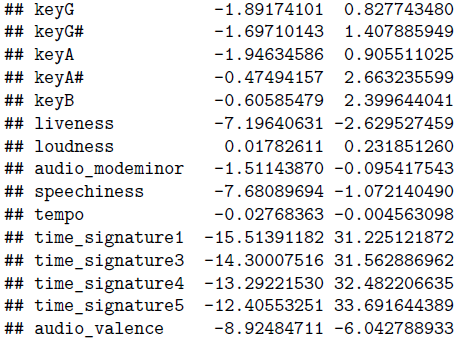 ## keyG -1.89174101 0.827743480
## keyG# -1.69710143 1.407885949
## keyA -1.94634586 0.905511025
## keyA# -0.47494157 2.663235599
## keyB -0.60585479 2.399644041
## liveness -7.19640631 -2.629527459
## loudness 0.01782611 0.231851260
## audio_modeminor -1.51143870 -0.095417543
## speechiness -7.68089694 -1.072140490
## tempo -0.02768363 -0.004563098
## time_signature1 -15.51391182 31.225121872
## time_signature3 -14.30007516 31.562886962
## time_signature4 -13.29221530 32.482206635
## time_signature5 -12.40553251 33.691644389
## audio_valence -8.92484711 -6.042788933